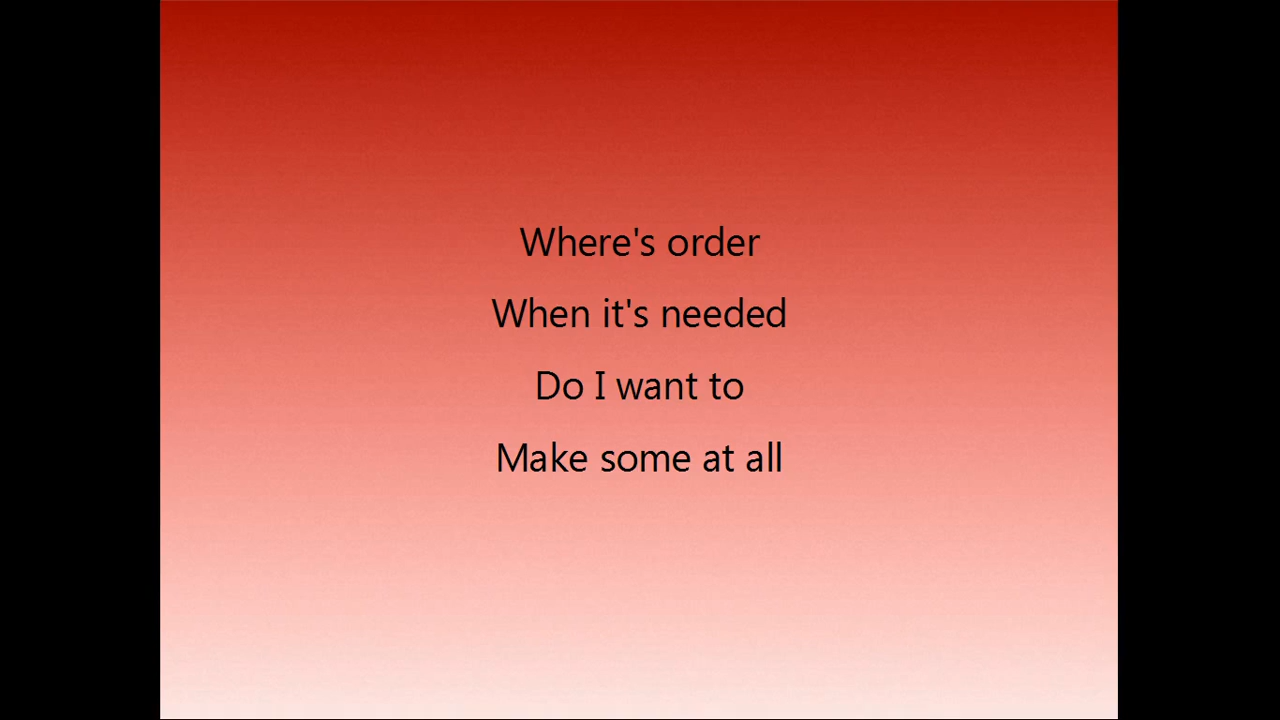 Where's order
When it's needed
Do I want to
Make some at all